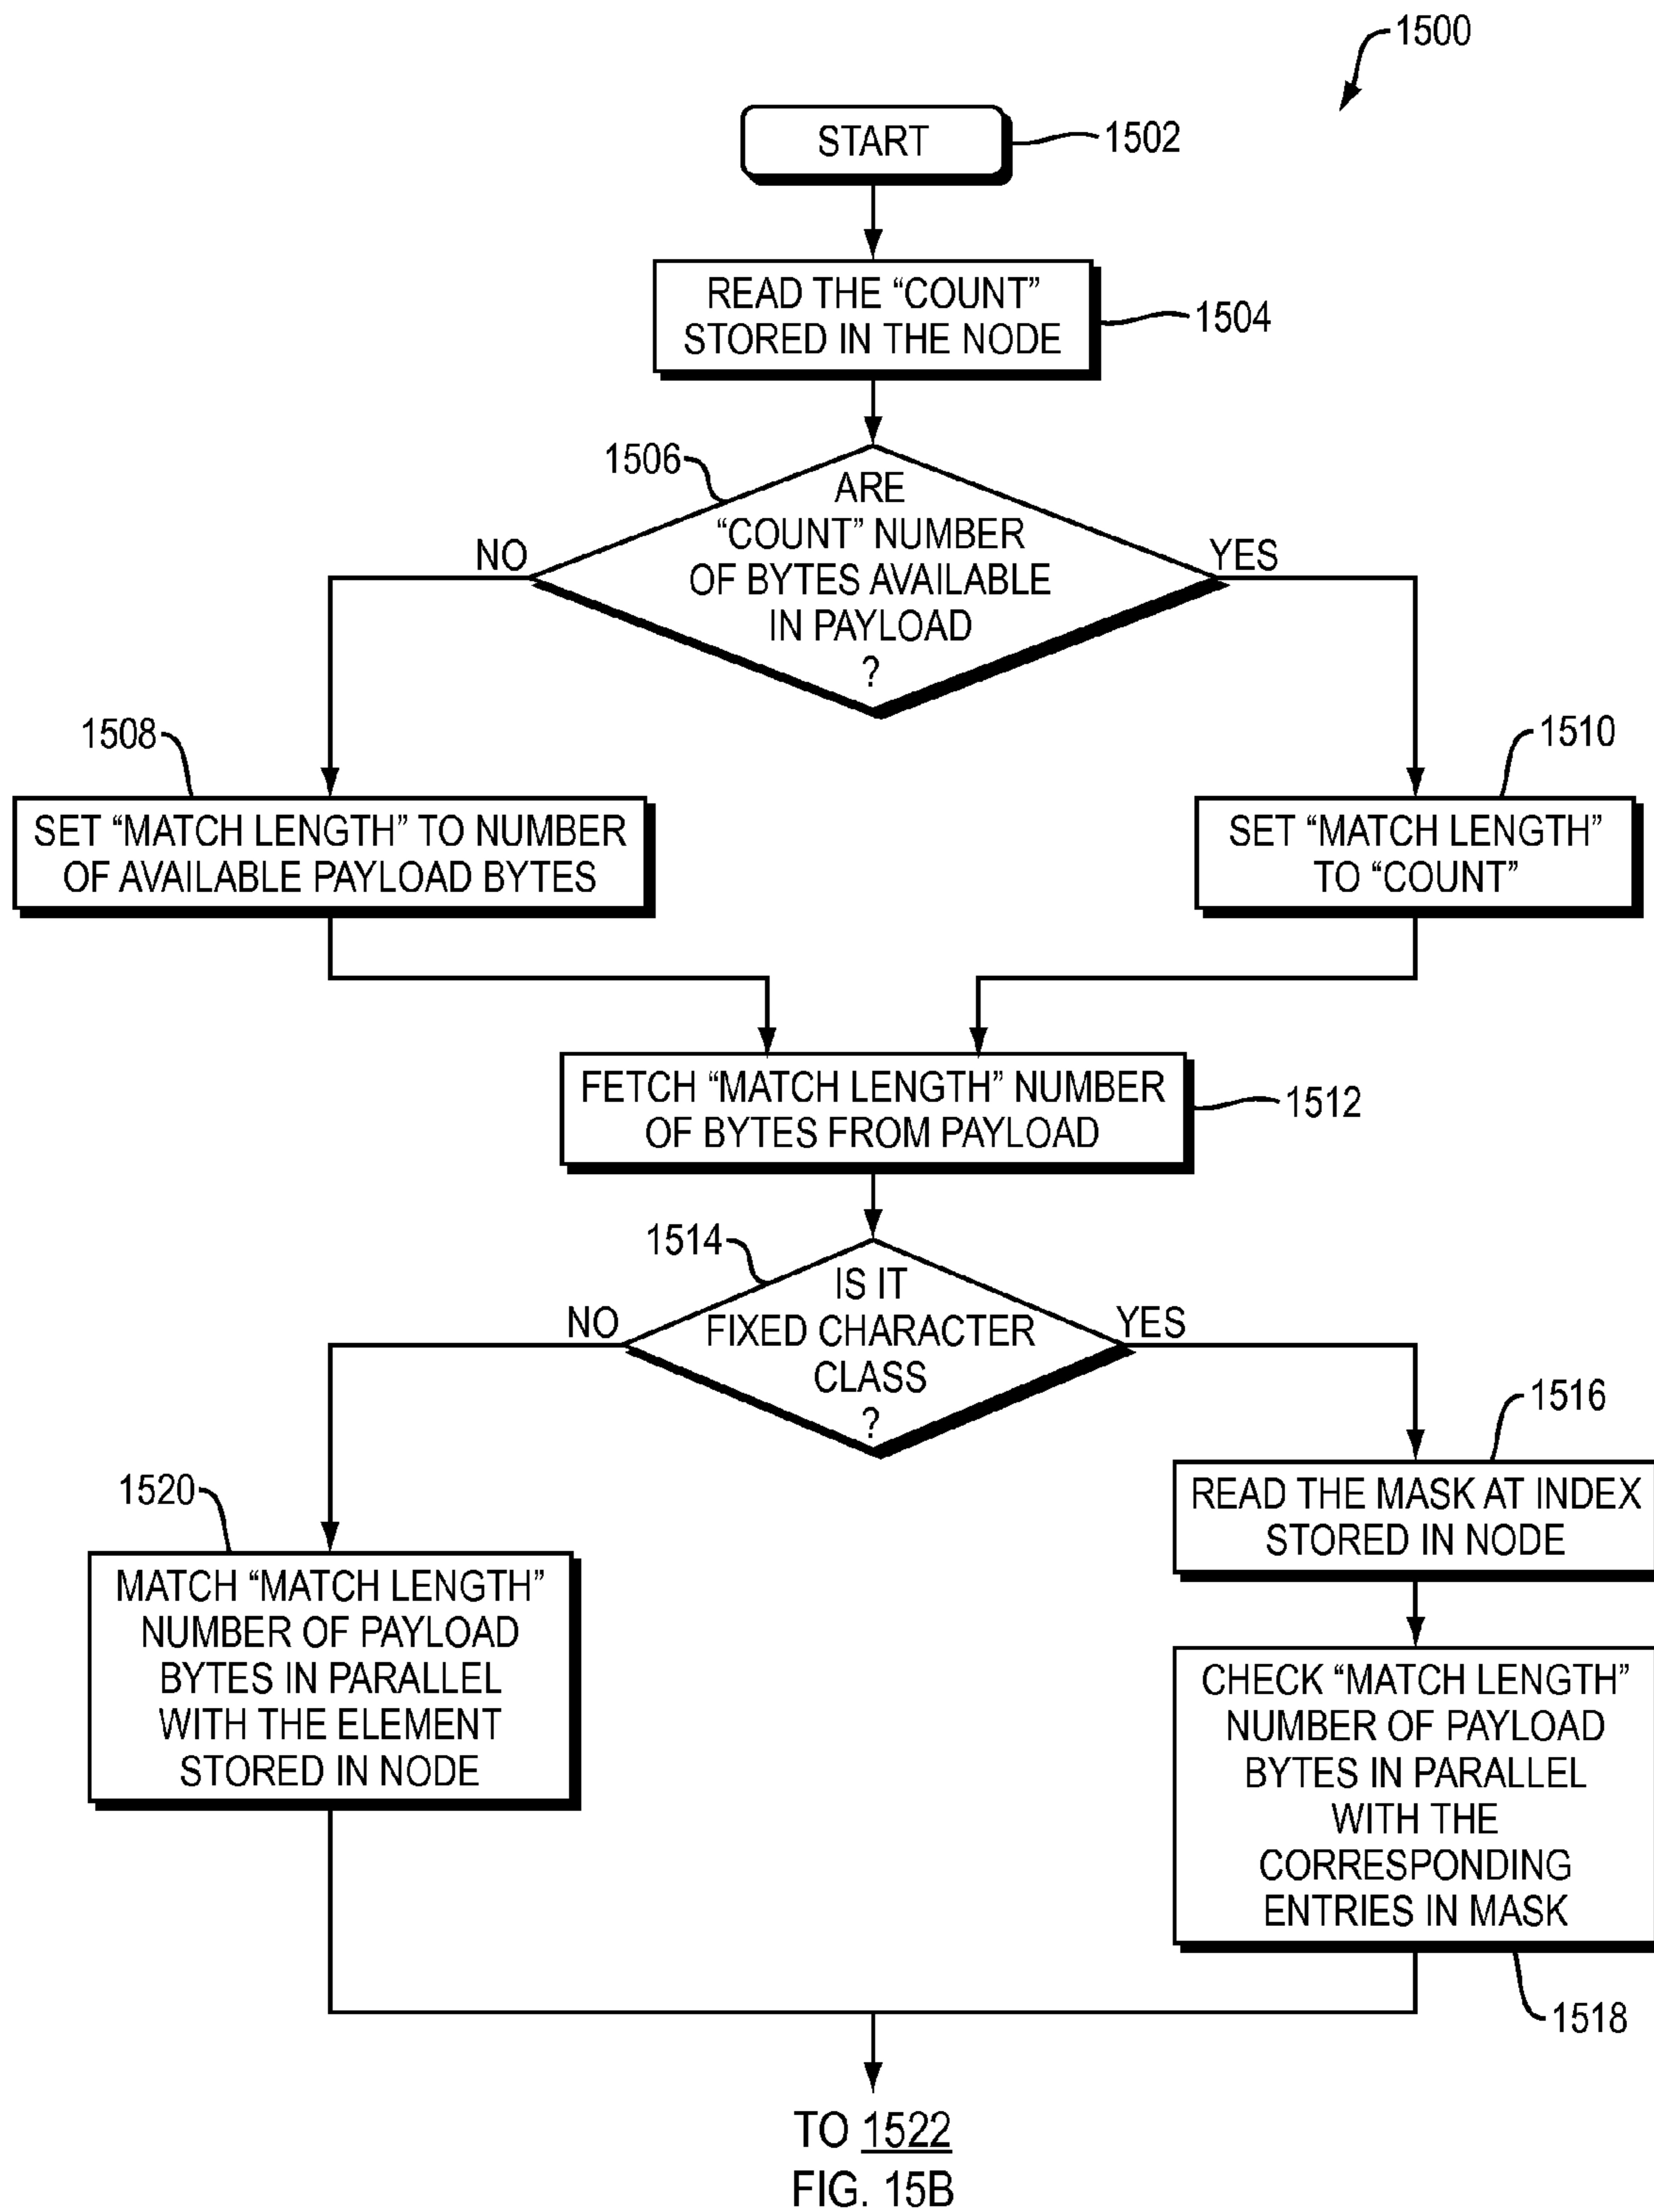 1500
START
1502
READ THE “COUNT”
STORED IN THE NODE
1504
1506
ARE
“COUNT” NUMBER
OF BYTES AVAILABLE
IN PAYLOAD
?
NO
YES
1508
1510
SET “MATCH LENGTH” TO NUMBER
OF AVAILABLE PAYLOAD BYTES
SET “MATCH LENGTH”
TO “COUNT”
FETCH “MATCH LENGTH” NUMBER
OF BYTES FROM PAYLOAD
1512
1514
IS IT
FIXED CHARACTER
CLASS
?
NO
YES
1516
READ THE MASK AT INDEX
STORED IN NODE
1520
MATCH “MATCH LENGTH”
NUMBER OF PAYLOAD
BYTES IN PARALLEL
WITH THE ELEMENT
STORED IN NODE
CHECK “MATCH LENGTH”
NUMBER OF PAYLOAD
BYTES IN PARALLEL
WITH THE
CORRESPONDING
ENTRIES IN MASK
1518
TO 1522
FIG. 15B